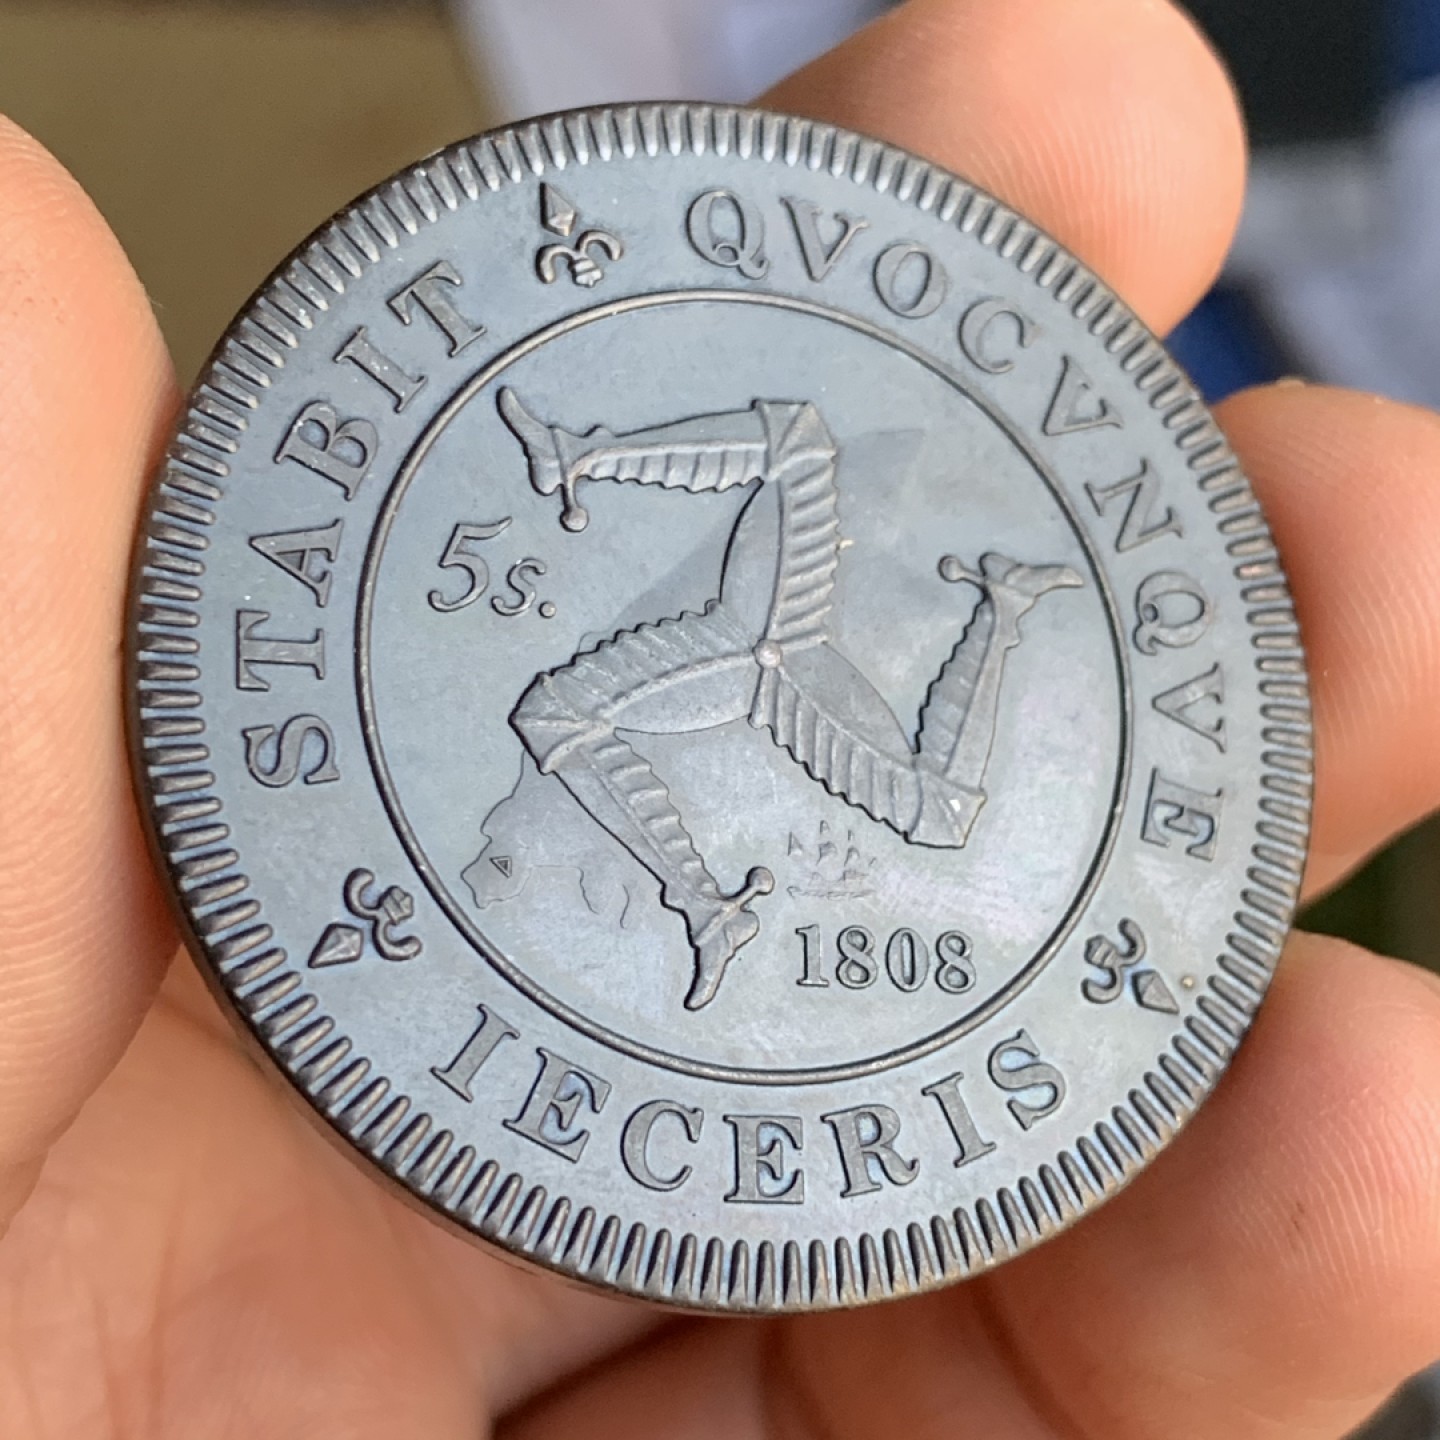 QVOCVNQVE
IECERIS
STABIT
5s.
1808